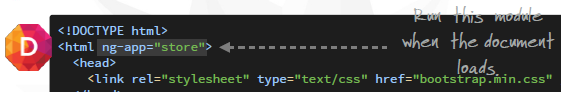 D
<!DOCTYPE html>
<html ng-app="store">
<head>
<link rel="stylesheet" type="text/css" href="bootstrap.min.css"
Run this module
when the document
loads.